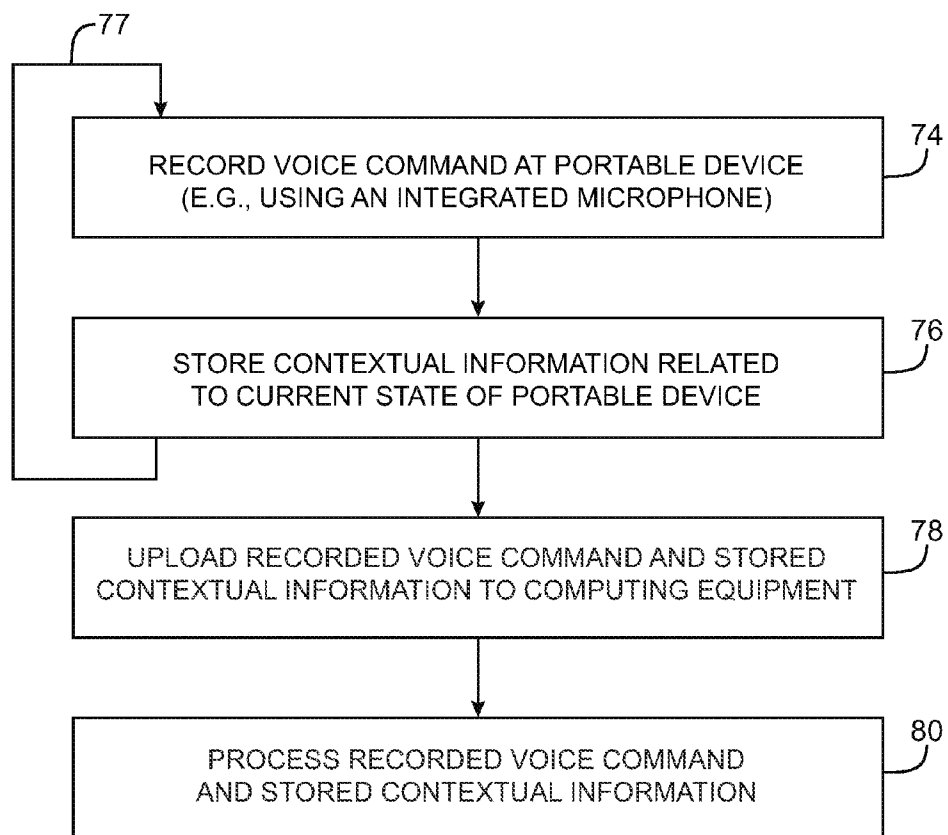 77
RECORD VOICE COMMAND AT PORTABLE DEVICE
(E.G., USING AN INTEGRATED MICROPHONE)
74
STORE CONTEXTUAL INFORMATION RELATED
TO CURRENT STATE OF PORTABLE DEVICE
76
UPLOAD RECORDED VOICE COMMAND AND STORED
CONTEXTUAL INFORMATION TO COMPUTING EQUIPMENT
78
PROCESS RECORDED VOICE COMMAND
AND STORED CONTEXTUAL INFORMATION
80